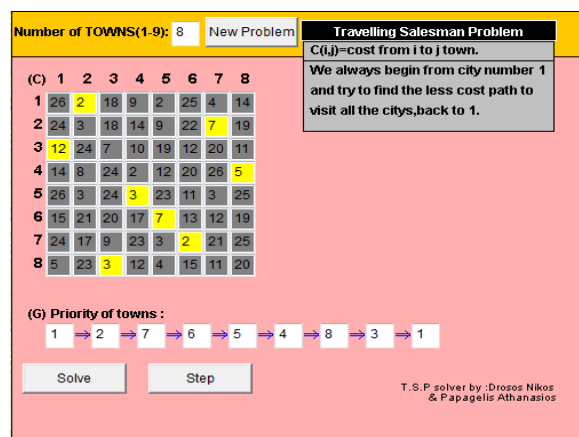 Number of TOWNS(1-9): 8 New Problem
Travelling Salesman Problem
C(i,j)=cost from i to j town.
We always begin from city number 1
and try to find the less cost path to
visit all the citys,back to 1.
(C) 1 2 3 4 5 6 7 8
1 26 2 18 9 2 25 4 14
2 24 3 18 14 9 22 7 19
3 12 24 7 10 19 12 20 11
4 14 8 24 2 12 20 26 5
5 26 3 24 3 23 11 3 25
6 15 21 20 17 7 13 12 19
7 24 17 9 23 3 2 21 25
8 5 23 3 12 4 15 11 20
(G) Priority of towns :
1 ⇒ 2 ⇒ 7 ⇒ 6 ⇒ 5 ⇒ 4 ⇒ 8 ⇒ 3 ⇒ 1
Solve Step
T.S.P solver by :Drosos Nikos
& Papagelis Athanasios